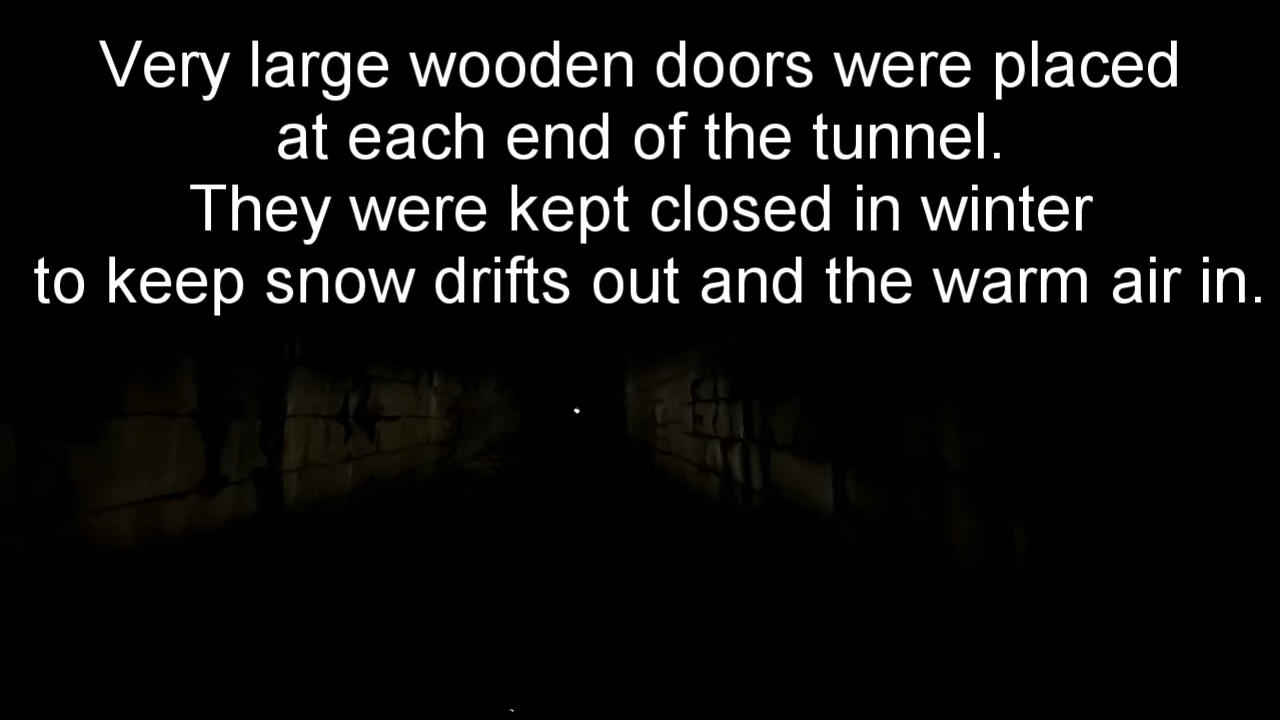 Very large wooden doors were placed
at each end of the tunnel.
They were kept closed in winter
to keep snow drifts out and the warm air in.